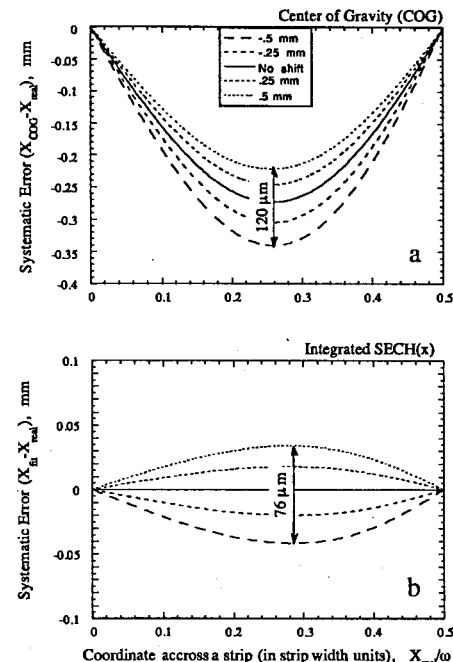 Center of Gravity (COG)
Systematic Error (X_COG-X_real), mm
0
-0.05
-0.1
-0.15
-0.2
-0.25
-0.3
-0.35
-0.4
-.5 mm
-.25 mm
No shift
.25 mm
.5 mm
120 μm
a
0 0.1 0.2 0.3 0.4 0.5
Integrated SECH(x)
Systematic Error (X_fit-X_real), mm
0.1
0.05
0
-0.05
-0.1
76 μm
b
0 0.1 0.2 0.3 0.4 0.5
Coordinate accross a strip (in strip width units), X /ω